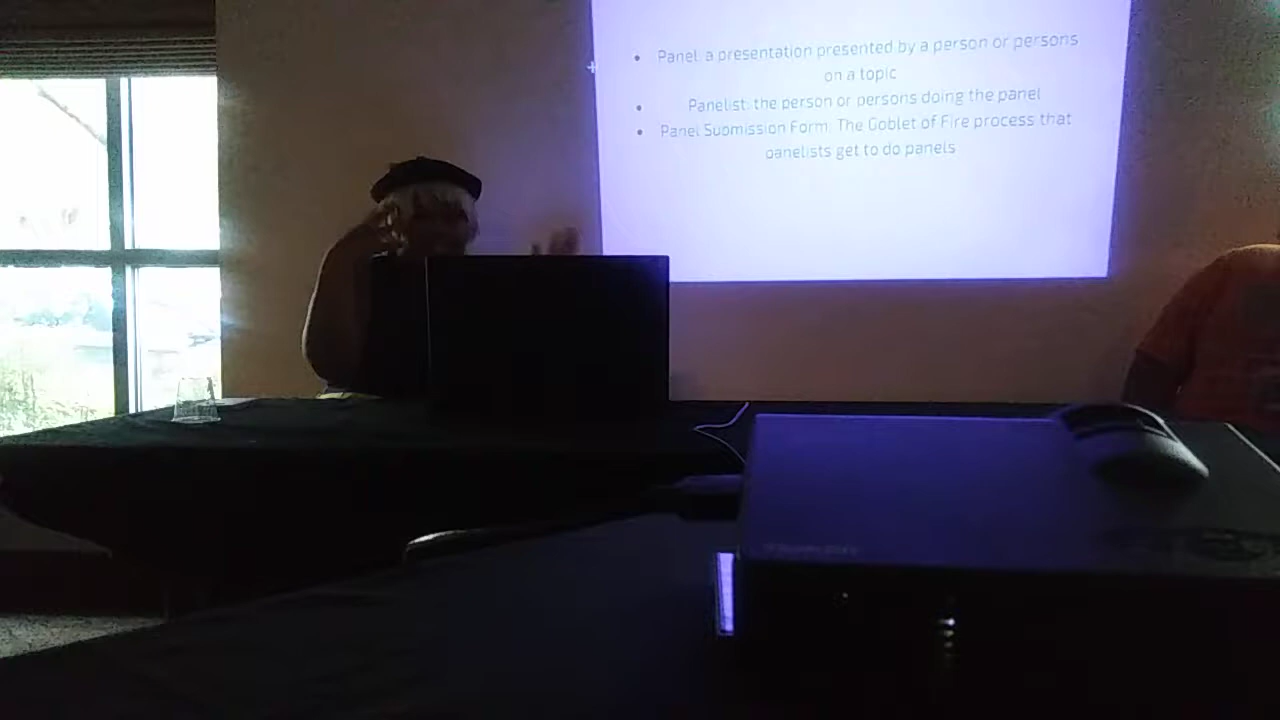 • Panel: a presentation presented by a person or persons
on a topic
• Panelist: the person or persons doing the panel
• Panel Submission Form: The Goblet of Fire process that
panelists get to do panels